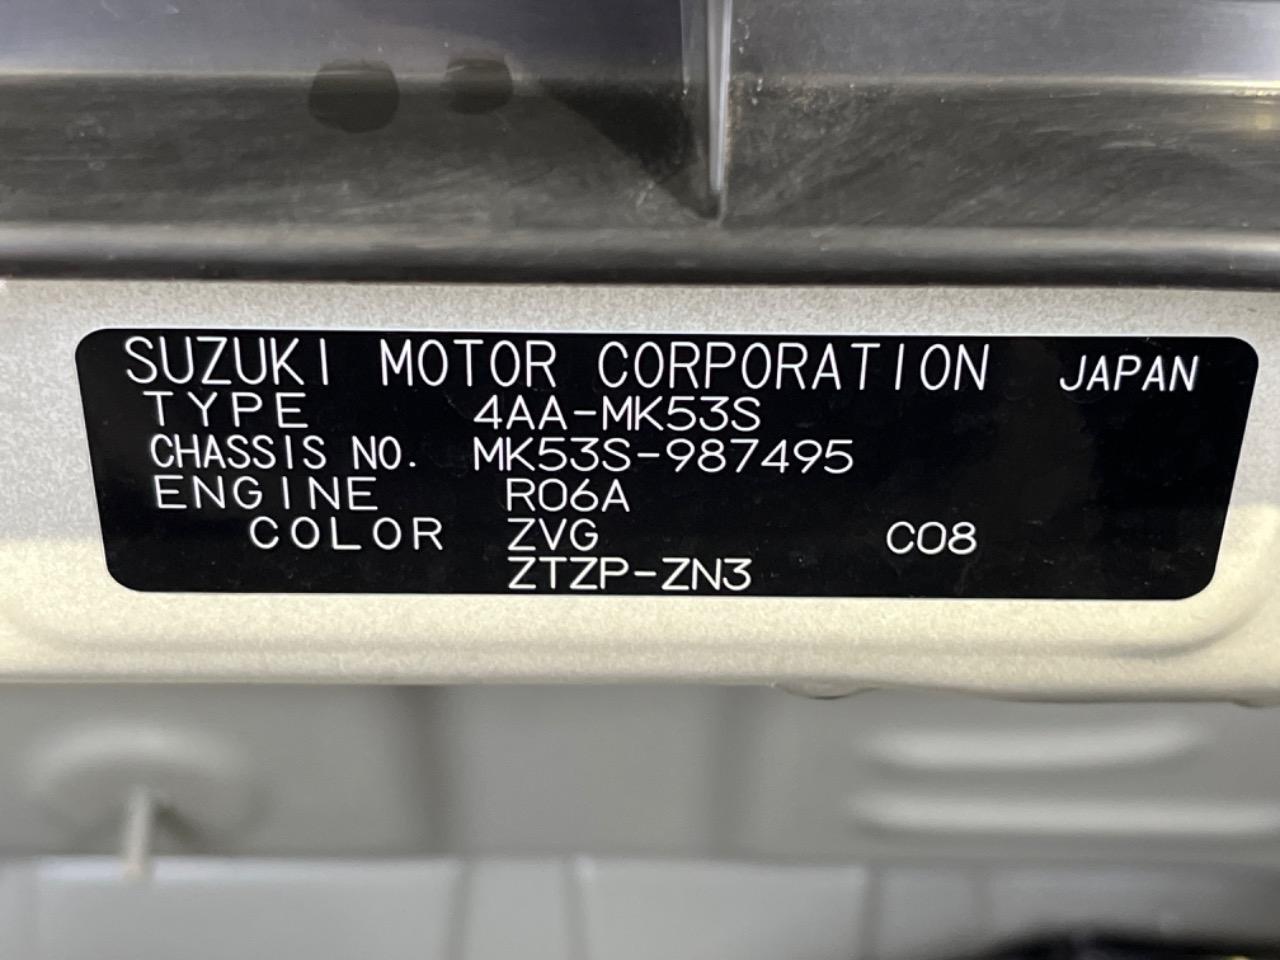 SUZUKI MOTOR CORPORATION JAPAN
TYPE 4AA-MK53S
CHASSIS NO. MK53S-987495
ENGINE R06A
COLOR ZVG C08
ZTZP-ZN3